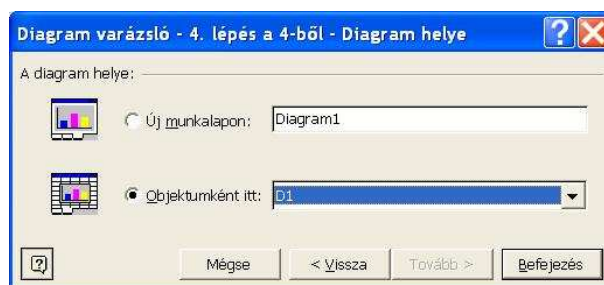 Diagram varázsló - 4. lépés a 4-ből - Diagram helye
A diagram helye:
Új munkalapon: Diagram1
Objektumként itt: D1
Mégse < Vissza Tovább > Befejezés